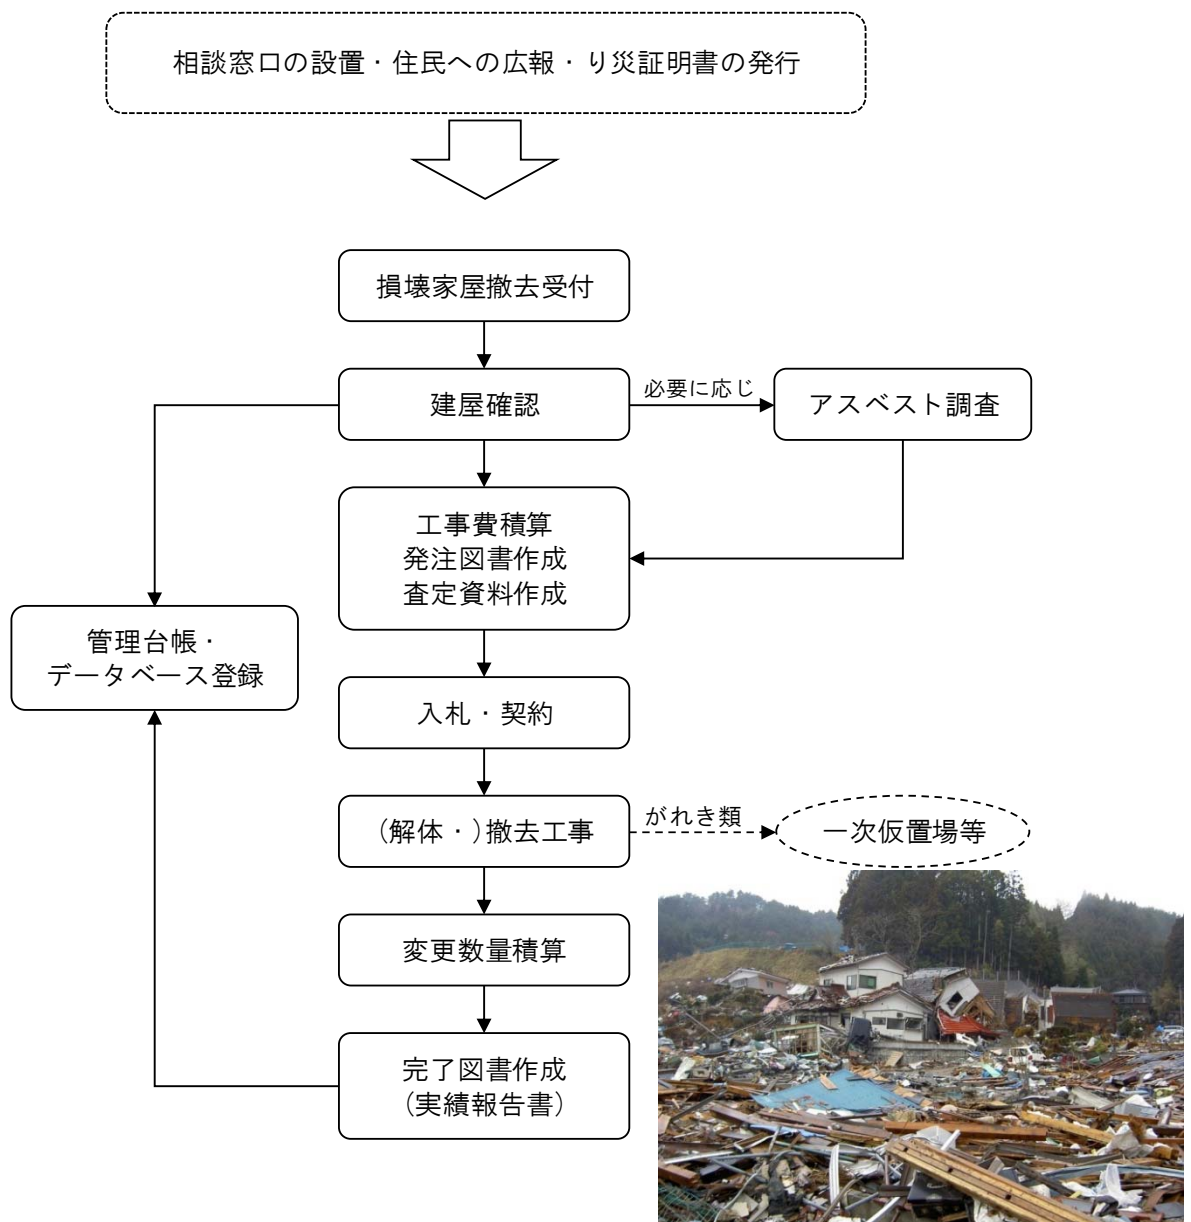 相談窓口の設置・住民への広報・り災証明書の発行
損壊家屋撤去受付
建屋確認
必要に応じ
アスベスト調査
工事費積算
発注図書作成
査定資料作成
管理台帳・
データベース登録
入札・契約
(解体・)撤去工事
がれき類
一次仮置場等
変更数量積算
完了図書作成
(実績報告書)